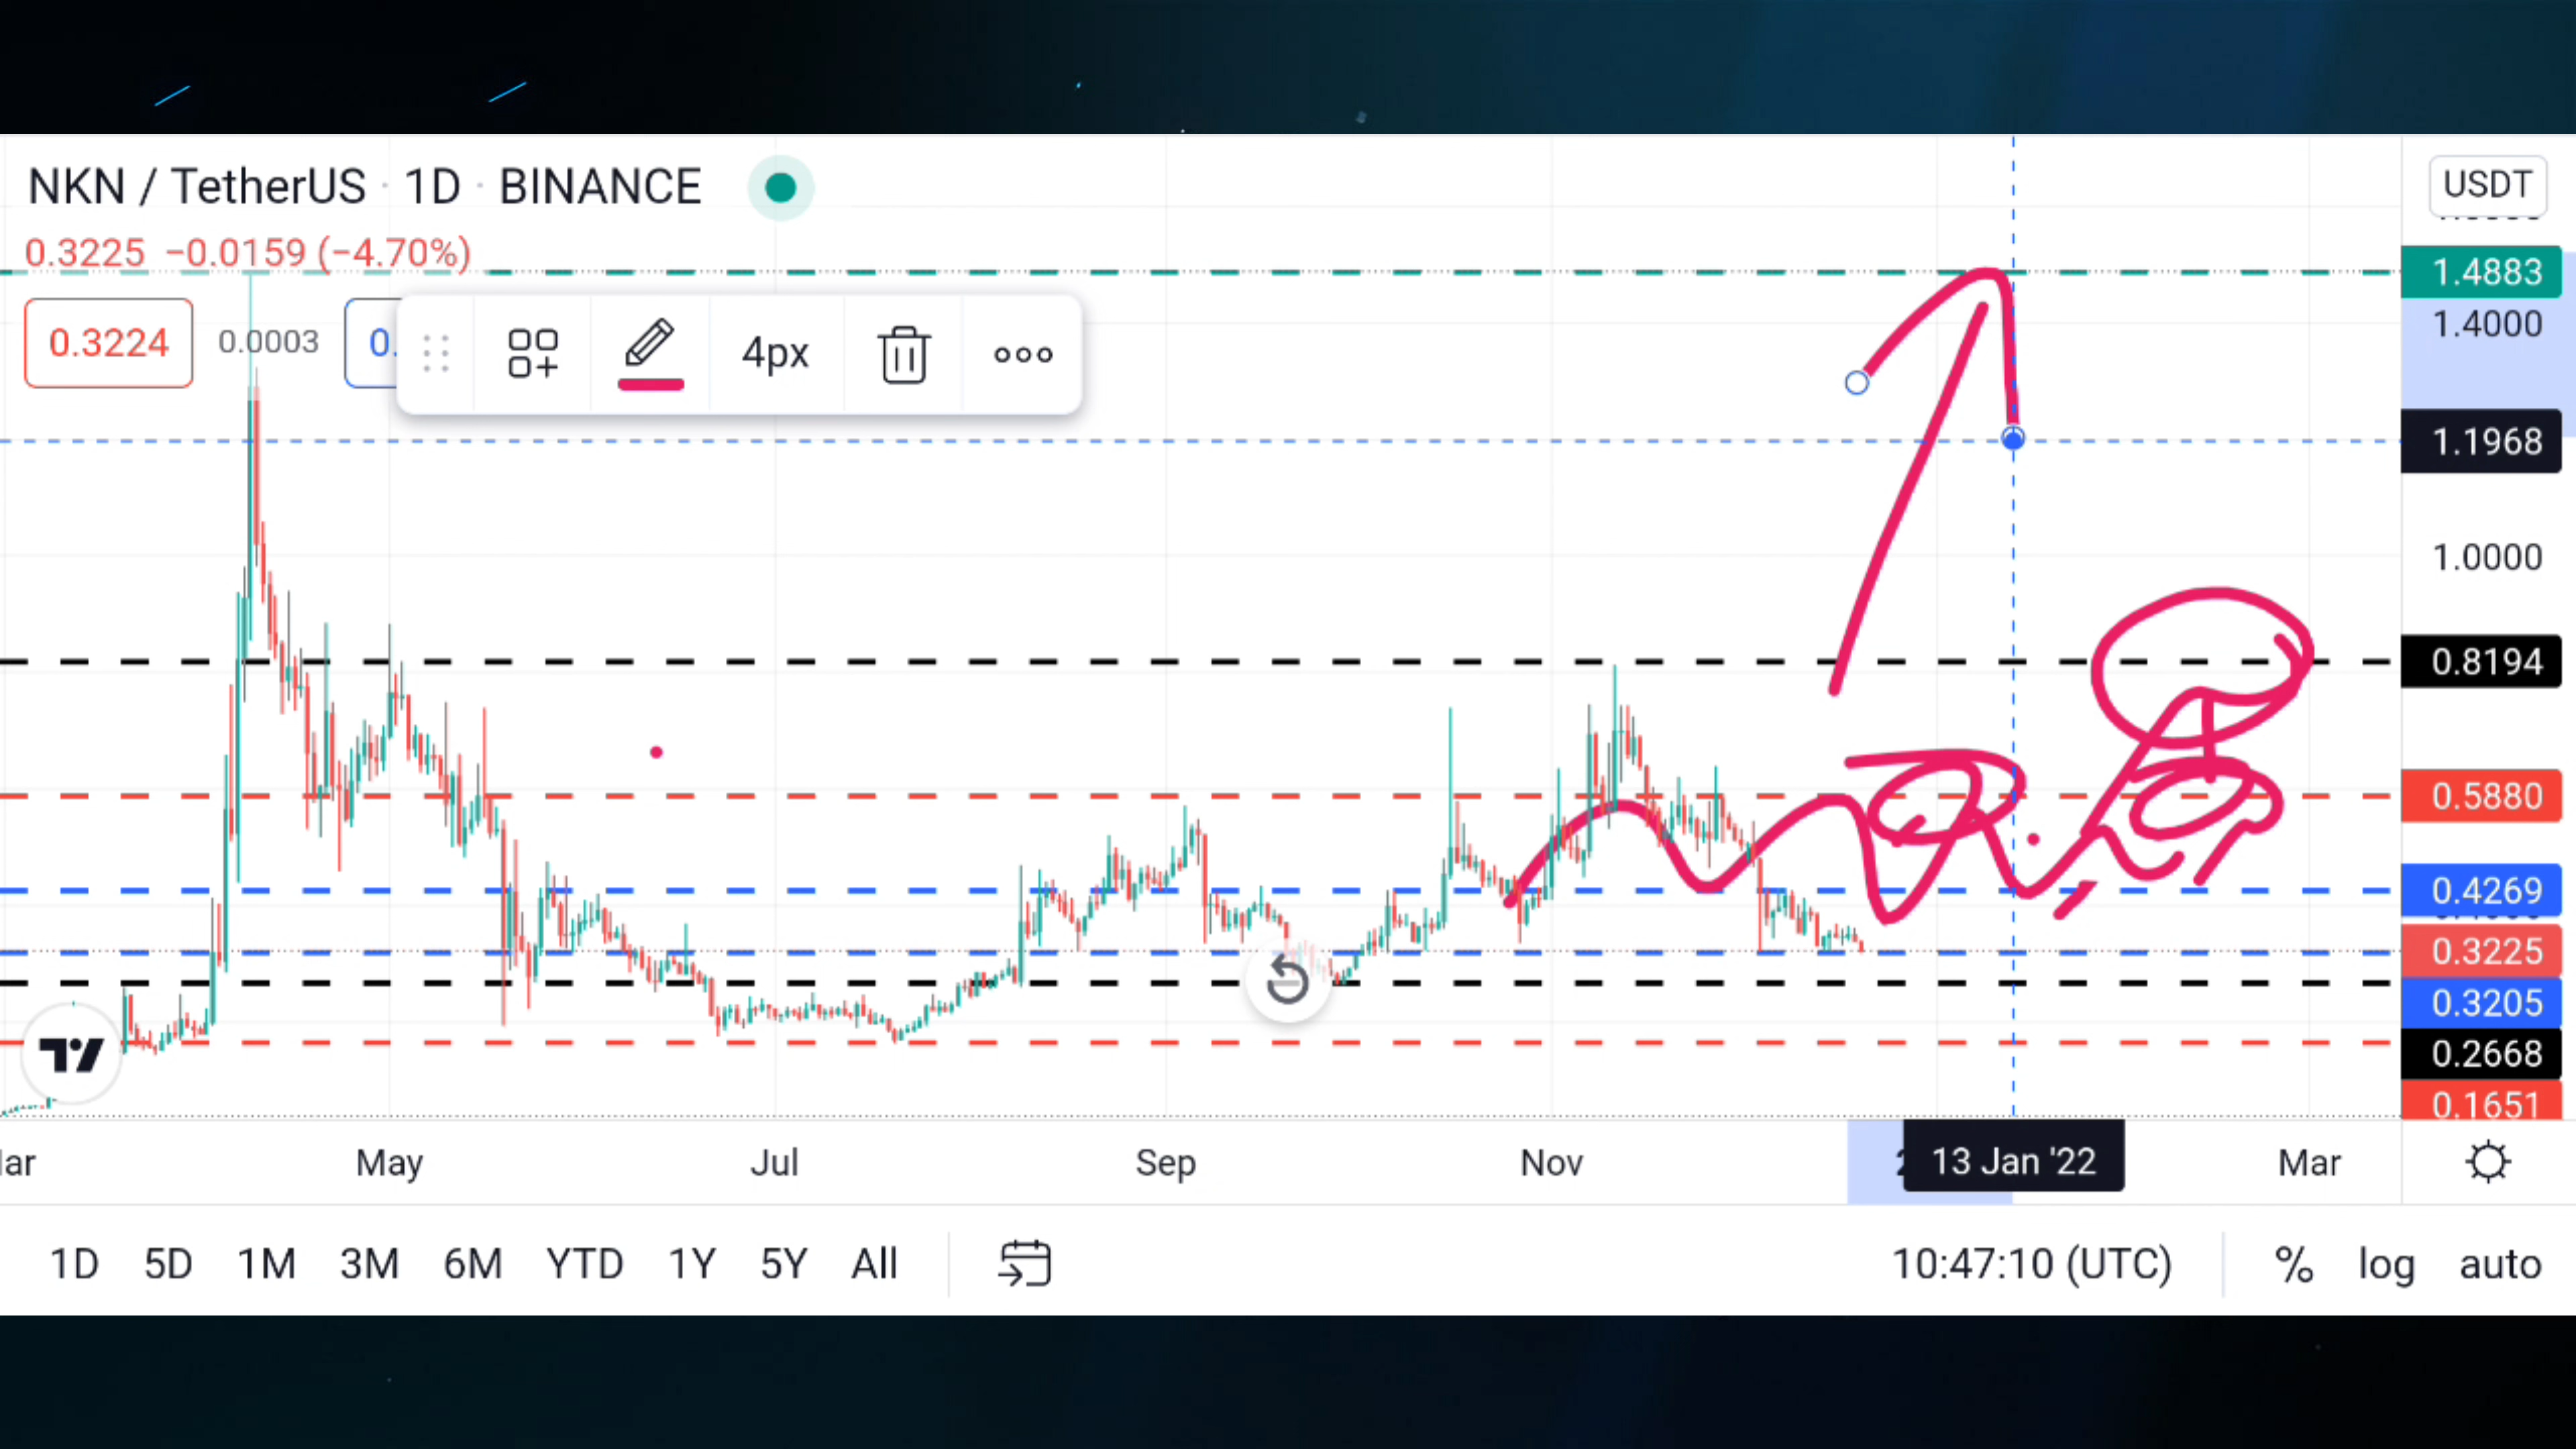 NKN / TetherUS · 1D · BINANCE
USDT
0.3225 −0.0159 (−4.70%)
1.4883
0.3224 0.0003 0.
4px
1.4000
1.1968
1.0000
0.8194
0.5880
0.4269
0.3225
0.3205
0.2668
0.1651
May Jul Sep Nov 13 Jan '22 Mar
1D 5D 1M 3M 6M YTD 1Y 5Y All
10:47:10 (UTC) % log auto